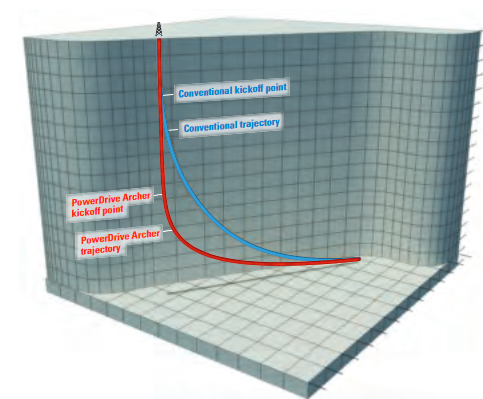 Conventional kickoff point
Conventional trajectory
PowerDrive Archer
kickoff point
PowerDrive Archer
trajectory